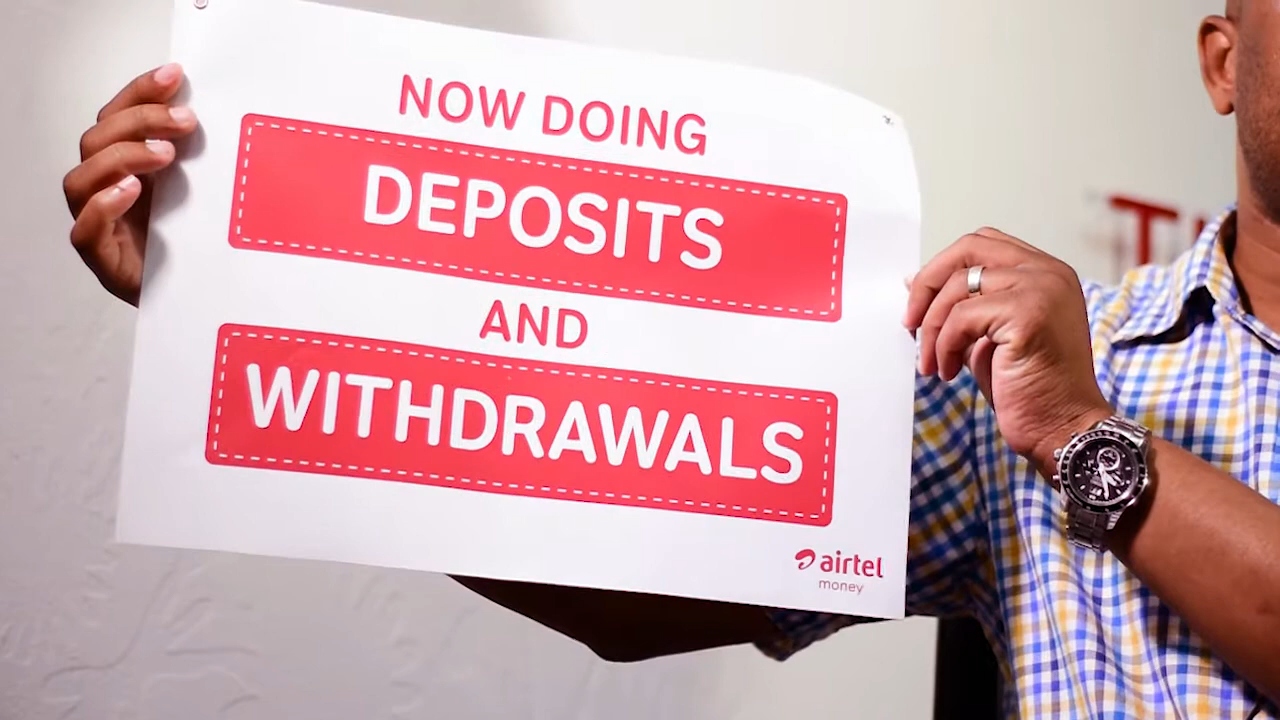 NOW DOING
DEPOSITS
AND
WITHDRAWALS
airtel
money